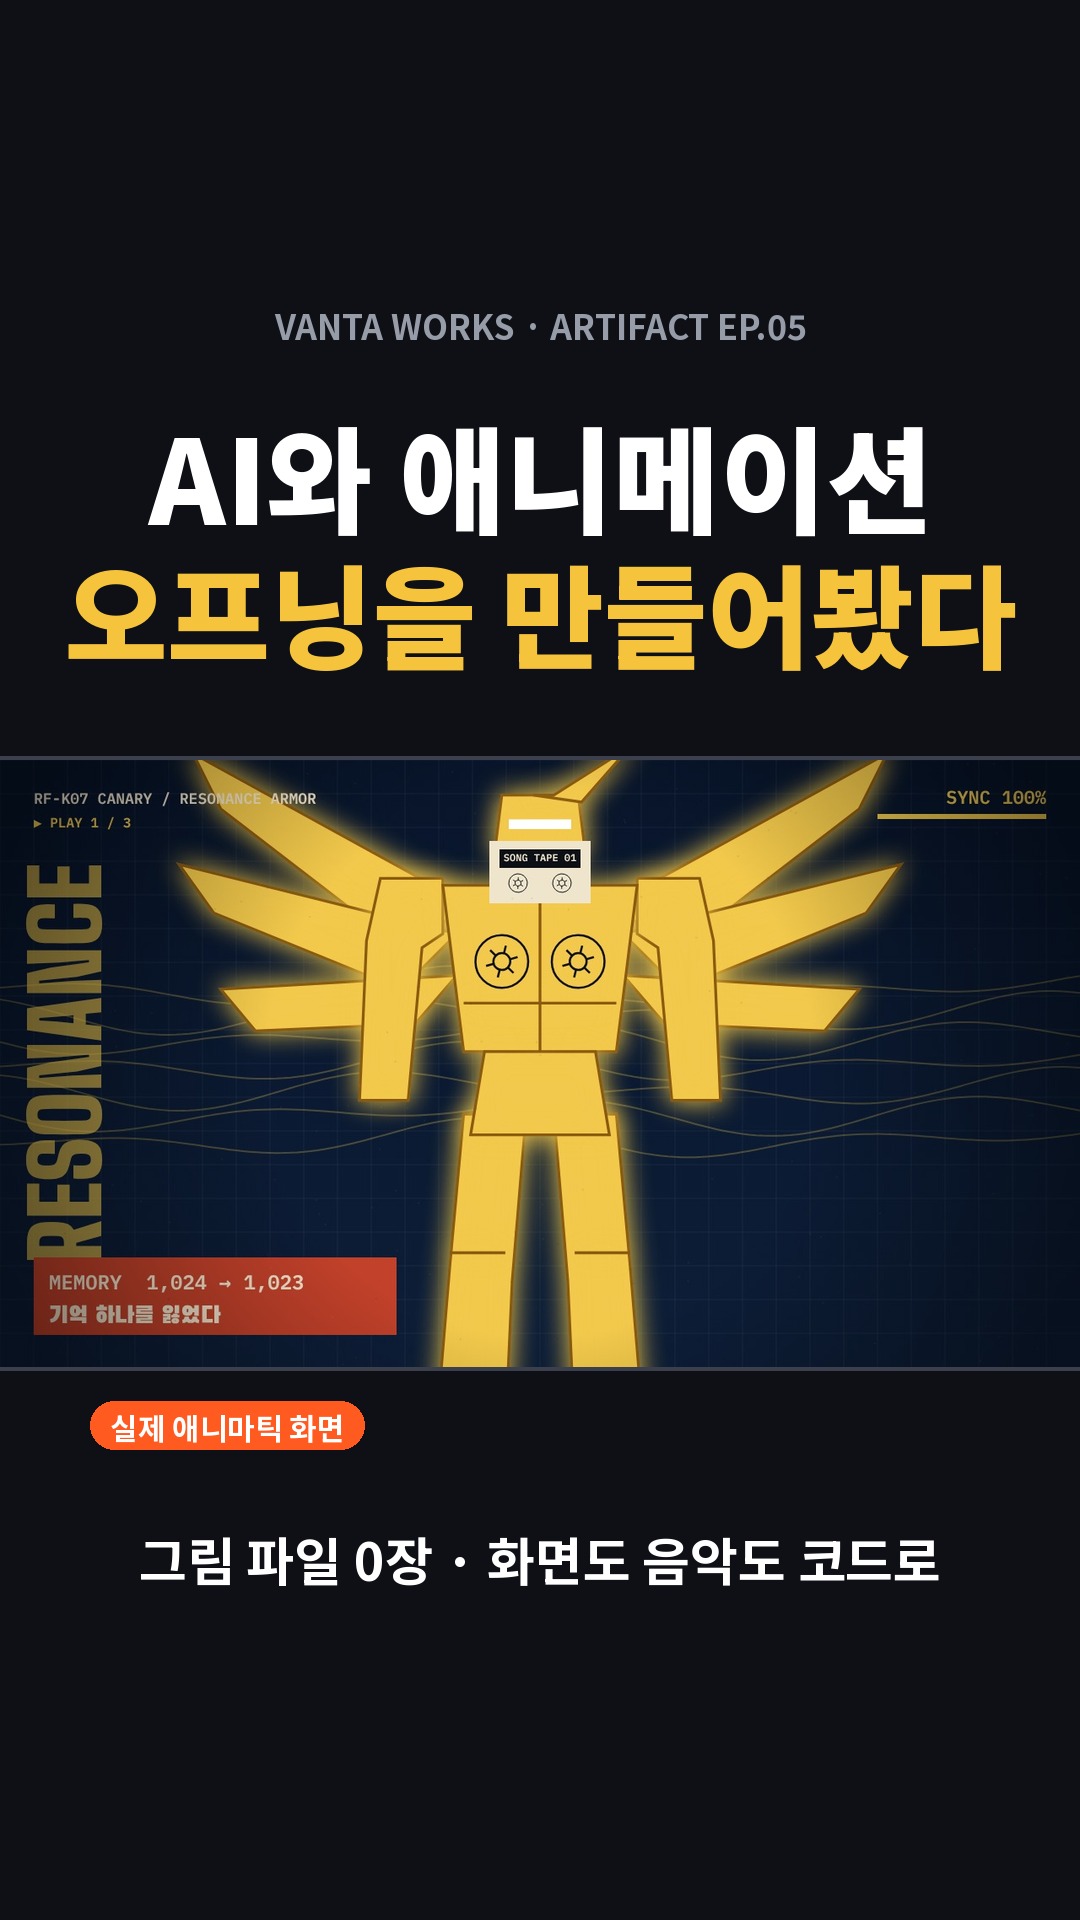 VANTA WORKS · ARTIFACT EP.05
AI와 애니메이션
오프닝을 만들어봤다
RF-K07 CANARY / RESONANCE ARMOR
▶ PLAY 1 / 3
SYNC 100%
SONG TAPE 01
RESONANCE
MEMORY 1,024 → 1,023
기억 하나를 잃었다
실제 애니마틱 화면
그림 파일 0장 · 화면도 음악도 코드로